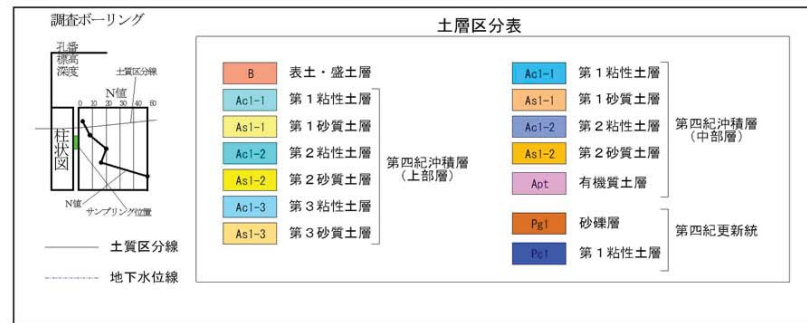 調査ボーリング
孔番
標高
深度
土質区分線
N値
0 10 20 30 40 50 60
柱状図
N値
サンプリング位置
土質区分線
地下水位線
土層区分表
B 表土・盛土層
Ac1-1 第1粘性土層
As1-1 第1砂質土層
Ac1-2 第2粘性土層
As1-2 第2砂質土層
Ac1-3 第3粘性土層
As1-3 第3砂質土層
第四紀沖積層
(上部層)
Ac1-1 第1粘性土層
As1-1 第1砂質土層
Ac1-2 第2粘性土層
As1-2 第2砂質土層
Apt 有機質土層
第四紀沖積層
(中部層)
Pg1 砂礫層
Pc1 第1粘性土層
第四紀更新統